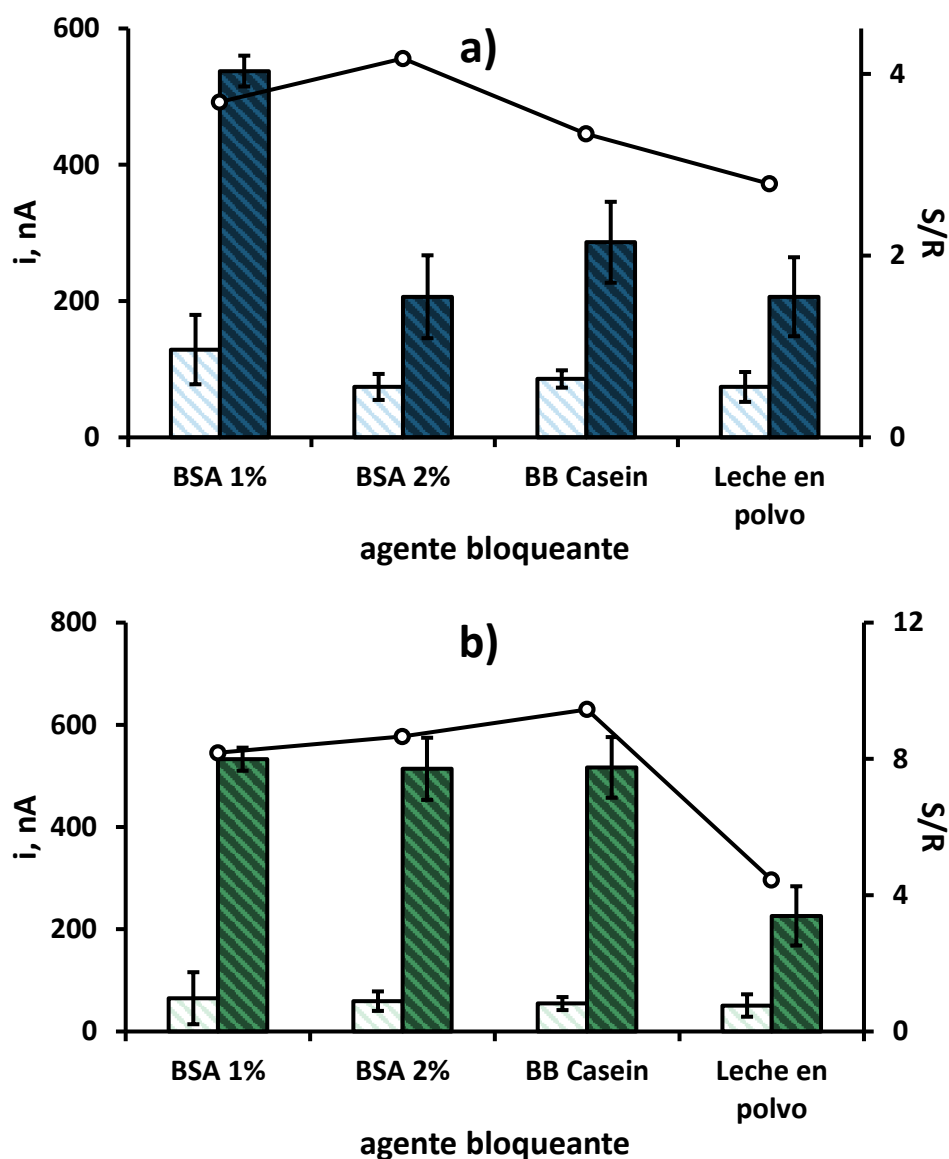 a)
600
400
200
0
i, nA
4
2
0
S/R
BSA 1%
BSA 2%
BB Casein
Leche en
polvo
agente bloqueante
b)
800
600
400
200
0
i, nA
12
8
4
0
S/R
BSA 1%
BSA 2%
BB Casein
Leche en
polvo
agente bloqueante